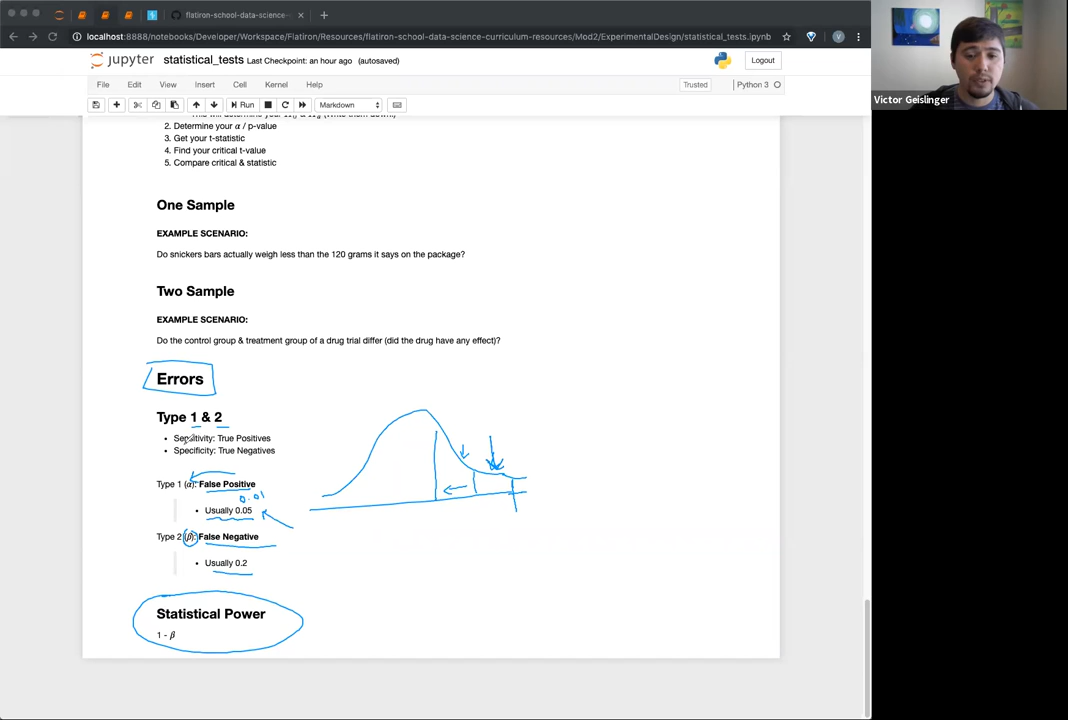 flatiron-school-data-science-
localhost:8888/notebooks/Developer/Workspace/Flatiron/Resources/flatiron-school-data-science-curriculum-resources/Mod2/ExperimentalDesign/statistical_tests.ipynb
V
jupyter statistical_tests Last Checkpoint: an hour ago (autosaved)
Logout
File Edit View Insert Cell Kernel Help
Trusted
Python 3
Run
Markdown
2. Determine your α / p-value
3. Get your t-statistic
4. Find your critical t-value
5. Compare critical & statistic
One Sample
EXAMPLE SCENARIO:
Do snickers bars actually weigh less than the 120 grams it says on the package?
Two Sample
EXAMPLE SCENARIO:
Do the control group & treatment group of a drug trial differ (did the drug have any effect)?
Errors
Type 1 & 2
• Sensitivity: True Positives
• Specificity: True Negatives
Type 1 (α): False Positive
0.01
• Usually 0.05
Type 2 (β): False Negative
• Usually 0.2
Statistical Power
1 - β
Victor Geislinger